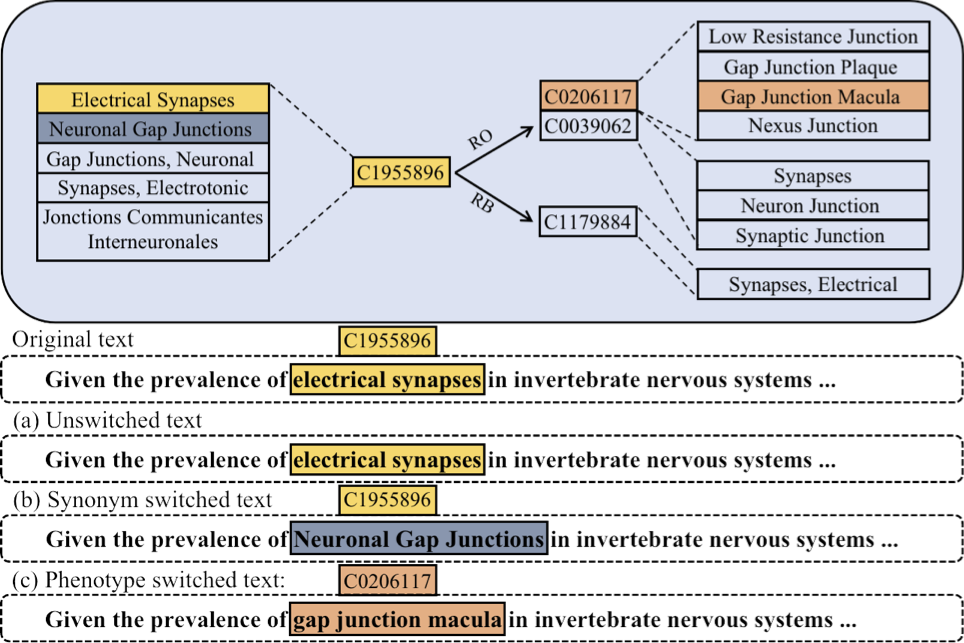 Electrical Synapses
Neuronal Gap Junctions
Gap Junctions, Neuronal
Synapses, Electrotonic
Jonctions Communicantes
Interneuronales
C1955896
RO
RB
C0206117
C0039062
C1179884
Low Resistance Junction
Gap Junction Plaque
Gap Junction Macula
Nexus Junction
Synapses
Neuron Junction
Synaptic Junction
Synapses, Electrical
Original text
C1955896
Given the prevalence of electrical synapses in invertebrate nervous systems ...
(a) Unswitched text
Given the prevalence of electrical synapses in invertebrate nervous systems ...
(b) Synonym switched text
C1955896
Given the prevalence of Neuronal Gap Junctions in invertebrate nervous systems ...
(c) Phenotype switched text:
C0206117
Given the prevalence of gap junction macula in invertebrate nervous systems ...